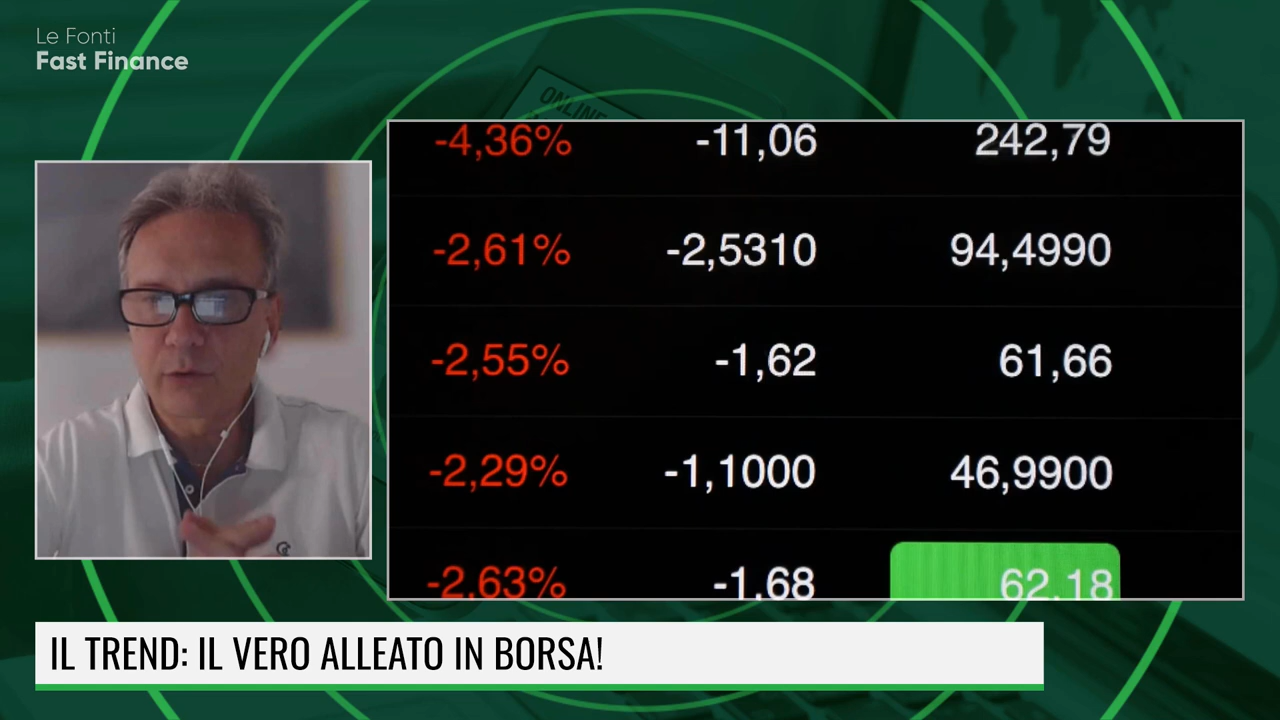 Le Fonti
Fast Finance
ONLINE
-4,36% -11,06 242,79
-2,61% -2,5310 94,4990
-2,55% -1,62 61,66
-2,29% -1,1000 46,9900
-2,63% -1,68 62,18
IL TREND: IL VERO ALLEATO IN BORSA!